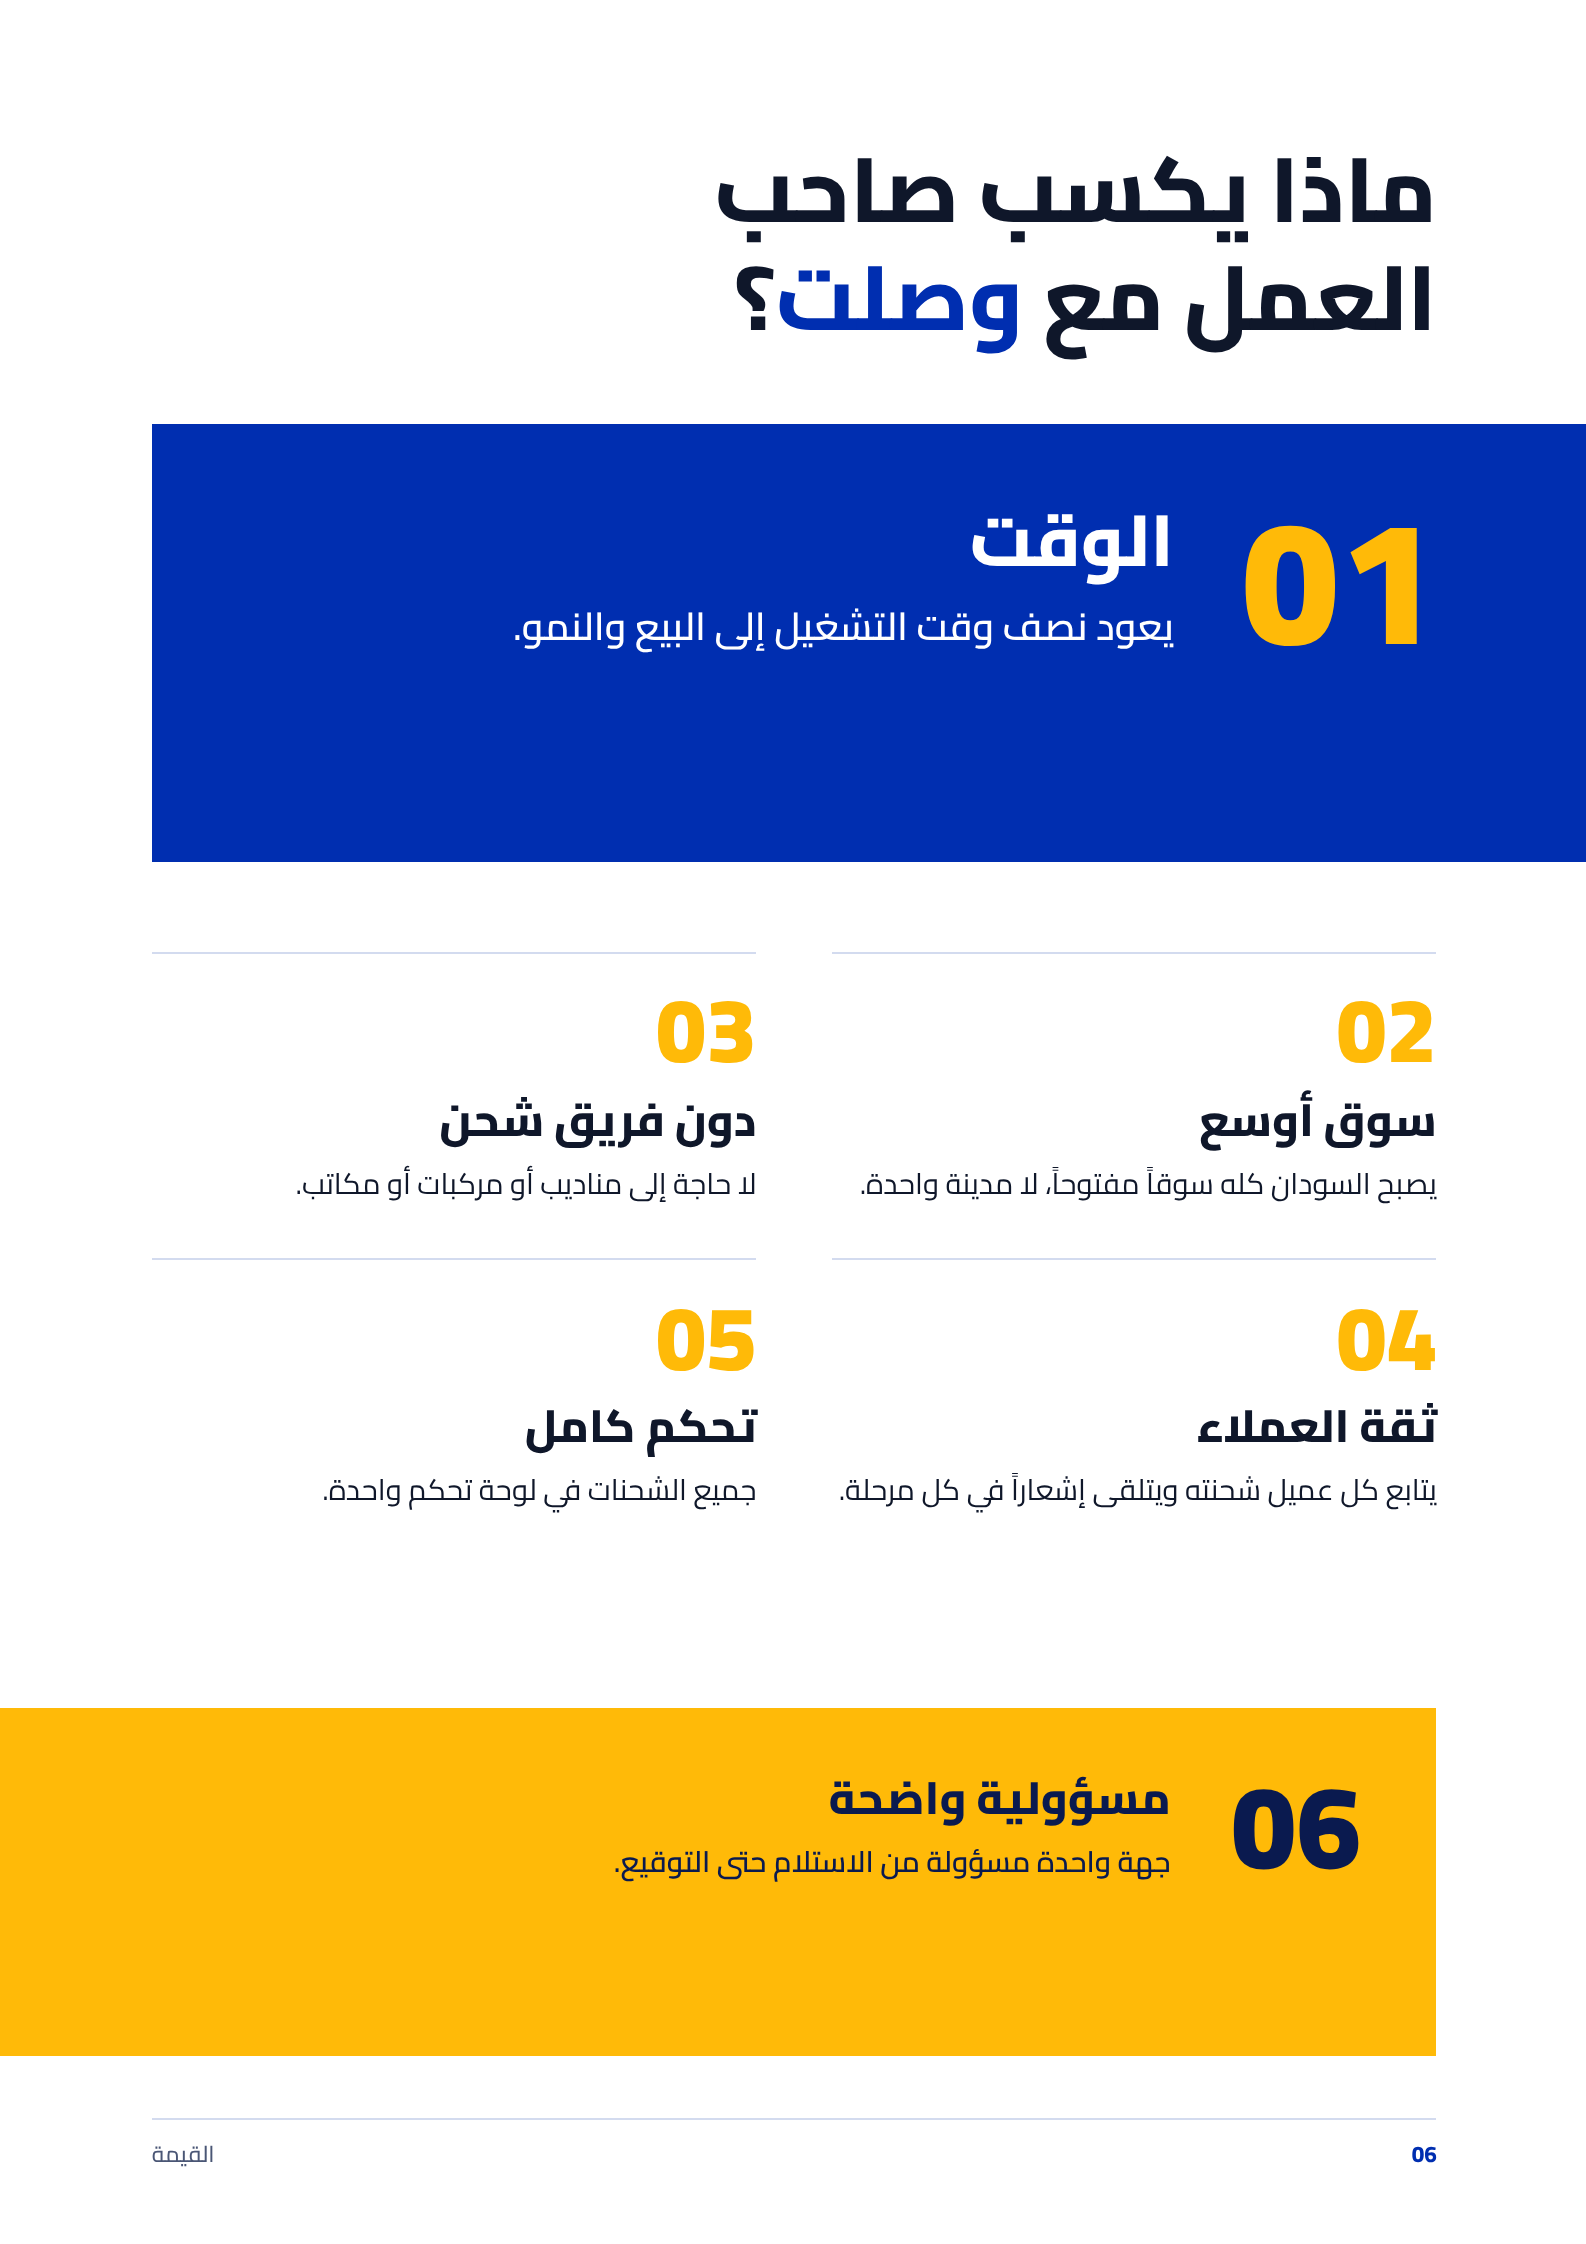 ماذا يكسب صاحب
العمل مع وصلت؟
01
الوقت
يعود نصف وقت التشغيل إلى البيع والنمو.
02
سوق أوسع
يصبح السودان كله سوقاً مفتوحاً، لا مدينة واحدة.
03
دون فريق شحن
لا حاجة إلى مناديب أو مركبات أو مكاتب.
04
ثقة العملاء
يتابع كل عميل شحنته ويتلقى إشعاراً في كل مرحلة.
05
تحكم كامل
جميع الشحنات في لوحة تحكم واحدة.
06
مسؤولية واضحة
جهة واحدة مسؤولة من الاستلام حتى التوقيع.
06
القيمة